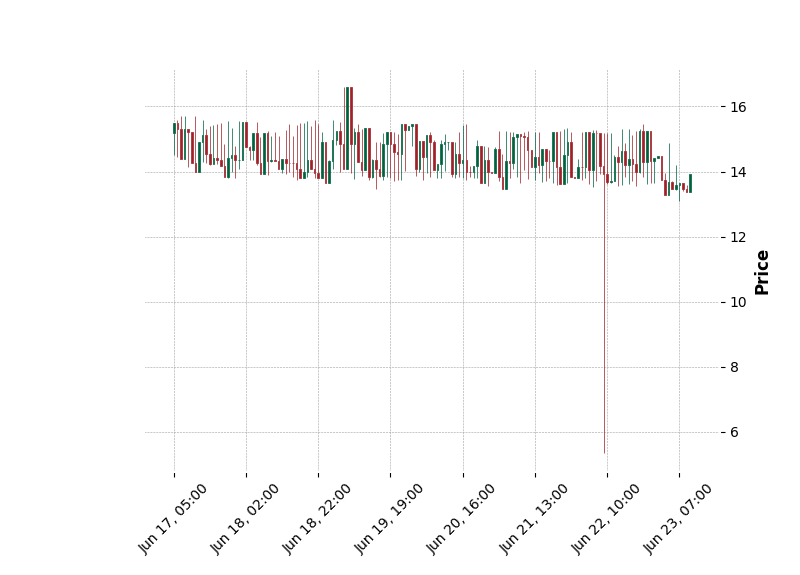 16
14
12
10
8
6
Price
Jun 17, 05:00
Jun 18, 02:00
Jun 18, 22:00
Jun 19, 19:00
Jun 20, 16:00
Jun 21, 13:00
Jun 22, 10:00
Jun 23, 07:00